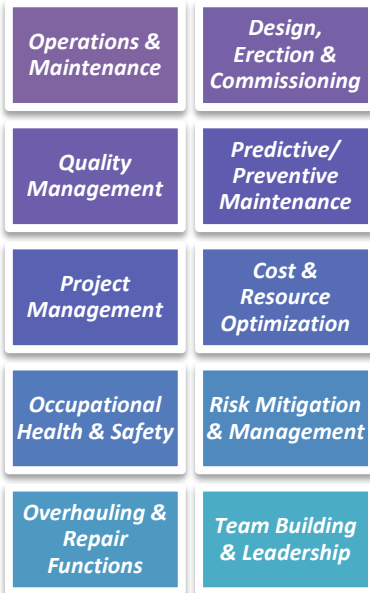 Operations &
Maintenance
Design,
Erection &
Commissioning
Quality
Management
Predictive/
Preventive
Maintenance
Project
Management
Cost &
Resource
Optimization
Occupational
Health & Safety
Risk Mitigation
& Management
Overhauling &
Repair
Functions
Team Building
& Leadership